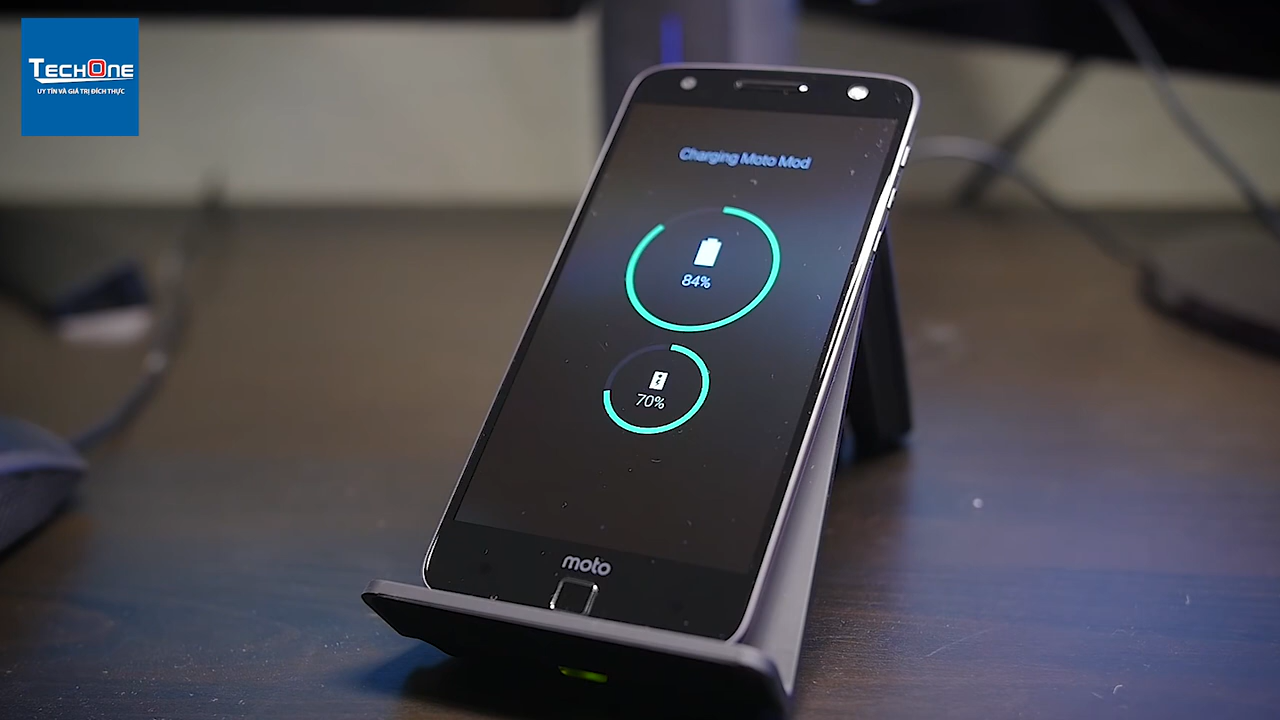 TECHONE
UY TÍN VÀ GIÁ TRỊ ĐÍCH THỰC
Charging Moto Mod
84%
70%
moto